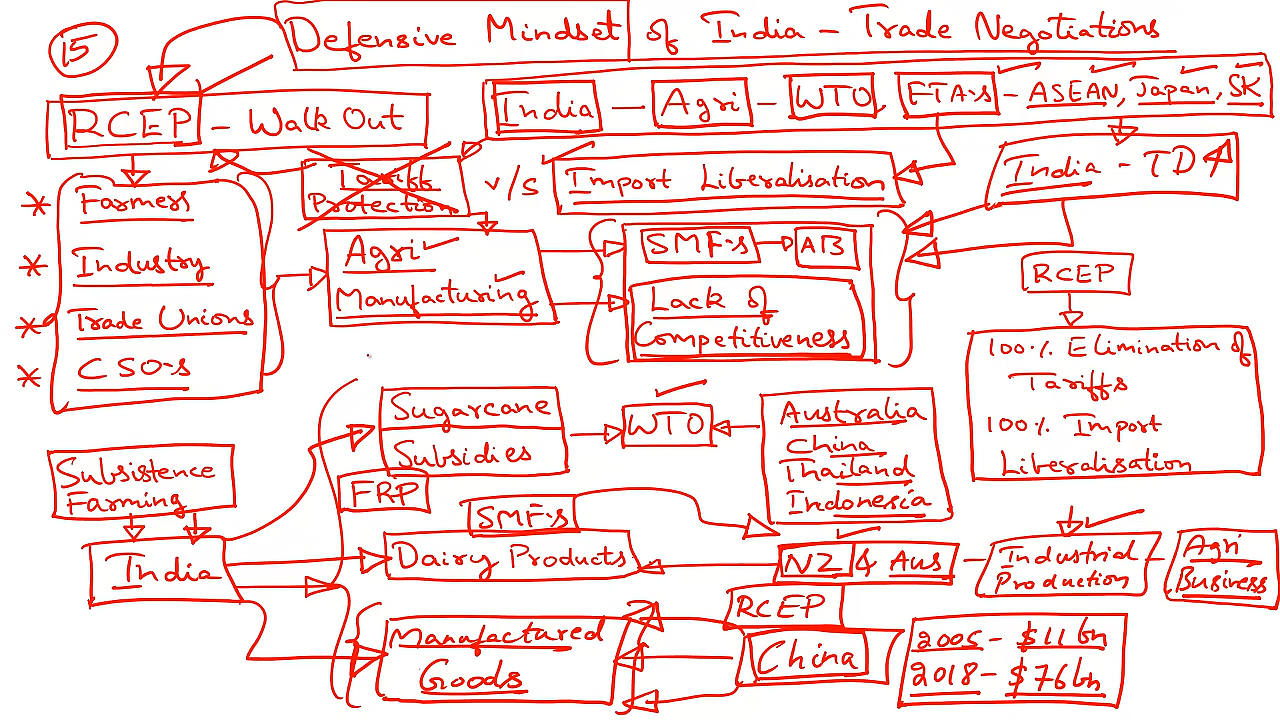 15
Defensive Mindset of India - Trade Negotiations
RCEP - Walk Out
India - Agri - WTO, FTA-s - ASEAN, Japan, SK
Tariff
Protection
v/s
Import Liberalisation
India - TD
Farmers
Industry
Trade Unions
CSO-s
Agri
Manufacturing
SMF-s
AB
Lack of
Competitiveness
RCEP
100% Elimination of
Tariffs
100% Import
Liberalisation
Subsistence
Farming
India
Sugarcane
Subsidies
FRP
WTO
Australia
China
Thailand
Indonesia
SMF-s
Dairy Products
NZ & Aus -
Industrial
Production -
Agri
Business
Manufactured
Goods
RCEP
China
2005 - $11bn
2018 - $76bn